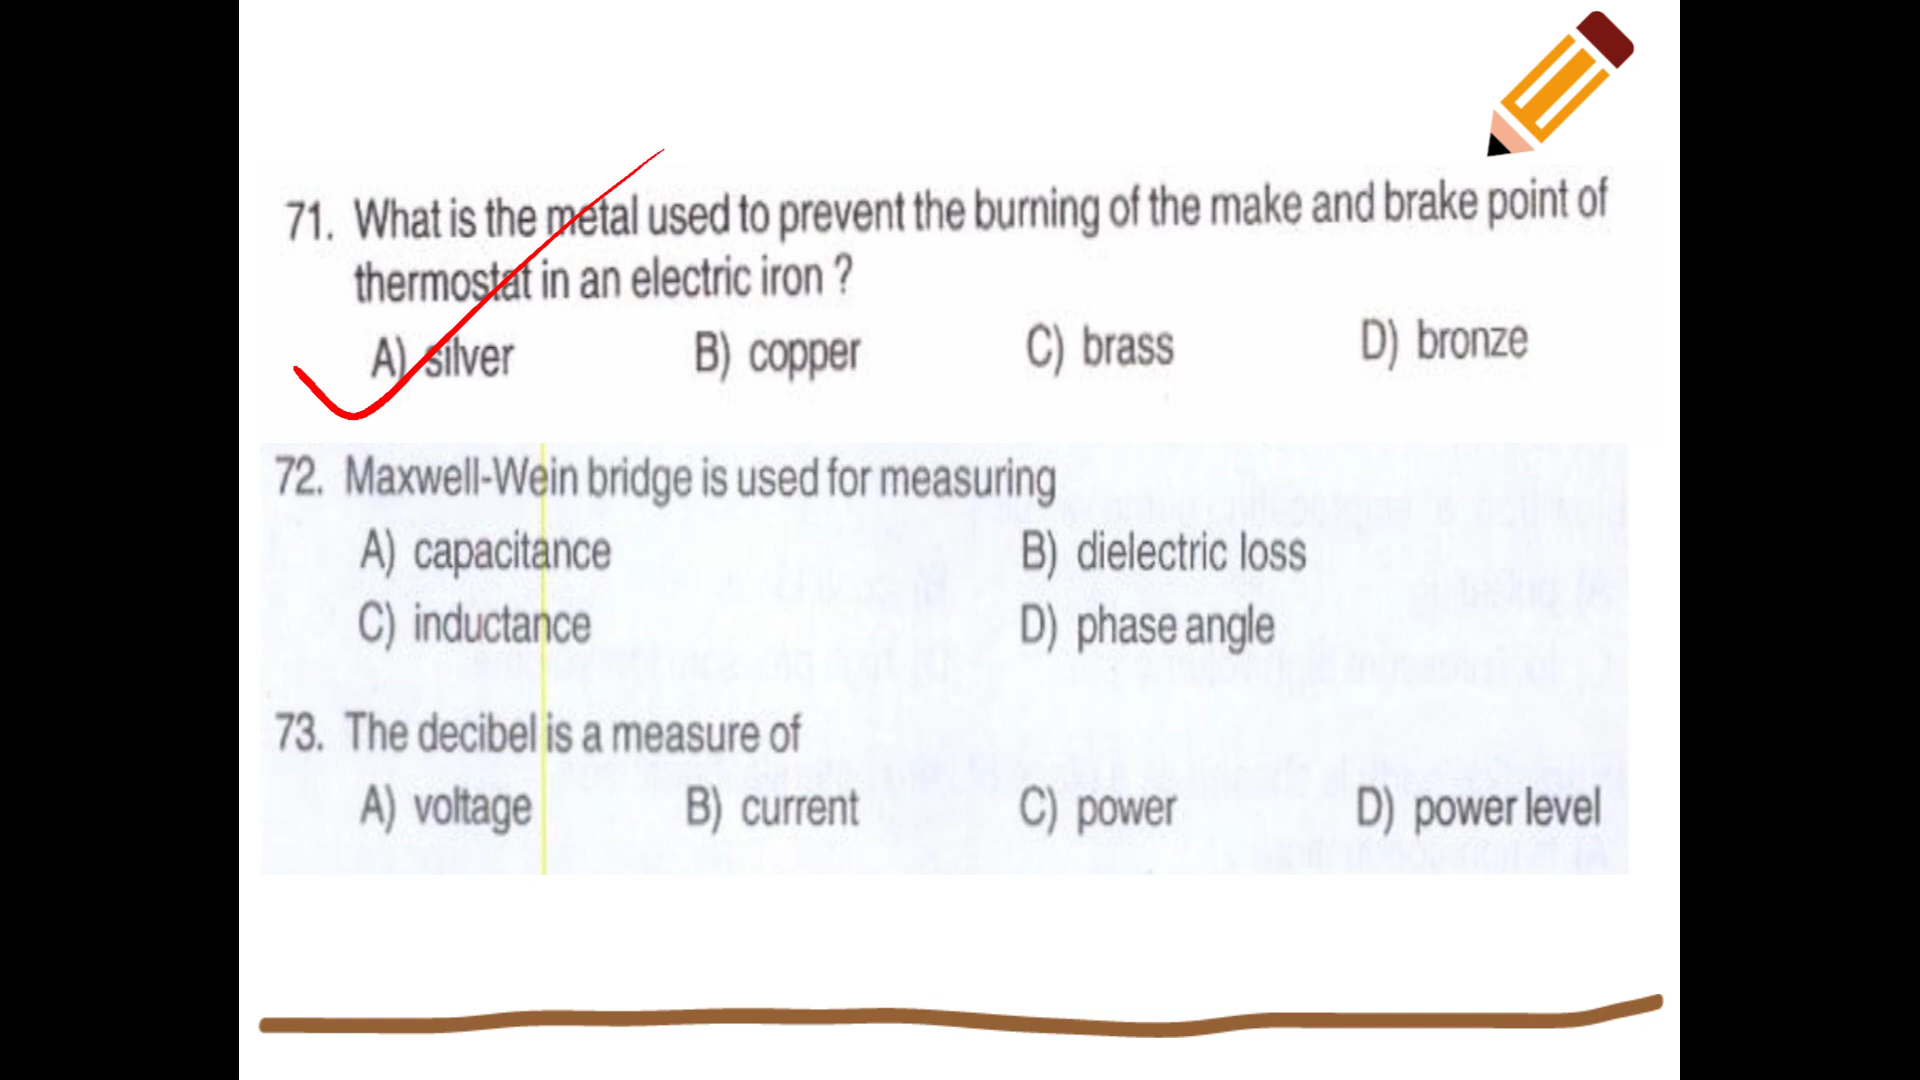 71. What is the metal used to prevent the burning of the make and brake point of
thermostat in an electric iron ?
A) silver B) copper C) brass D) bronze
72. Maxwell-Wein bridge is used for measuring
A) capacitance B) dielectric loss
C) inductance D) phase angle
73. The decibel is a measure of
A) voltage B) current C) power D) power level